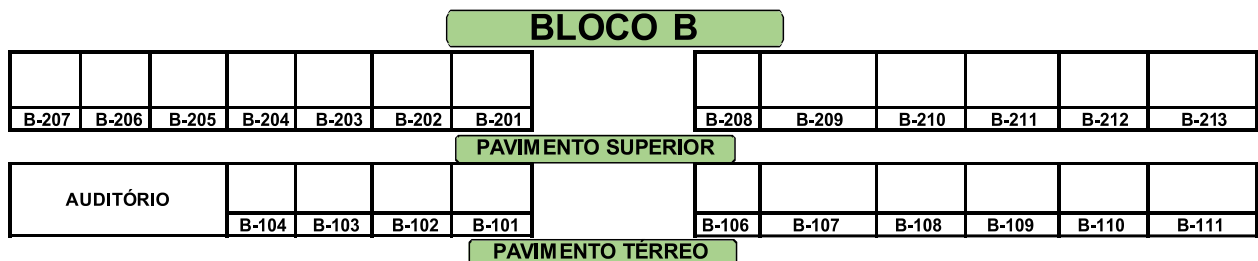 BLOCO B
B-207 B-206 B-205 B-204 B-203 B-202 B-201 B-208 B-209 B-210 B-211 B-212 B-213
PAVIMENTO SUPERIOR
AUDITÓRIO
B-104 B-103 B-102 B-101 B-106 B-107 B-108 B-109 B-110 B-111
PAVIMENTO TÉRREO